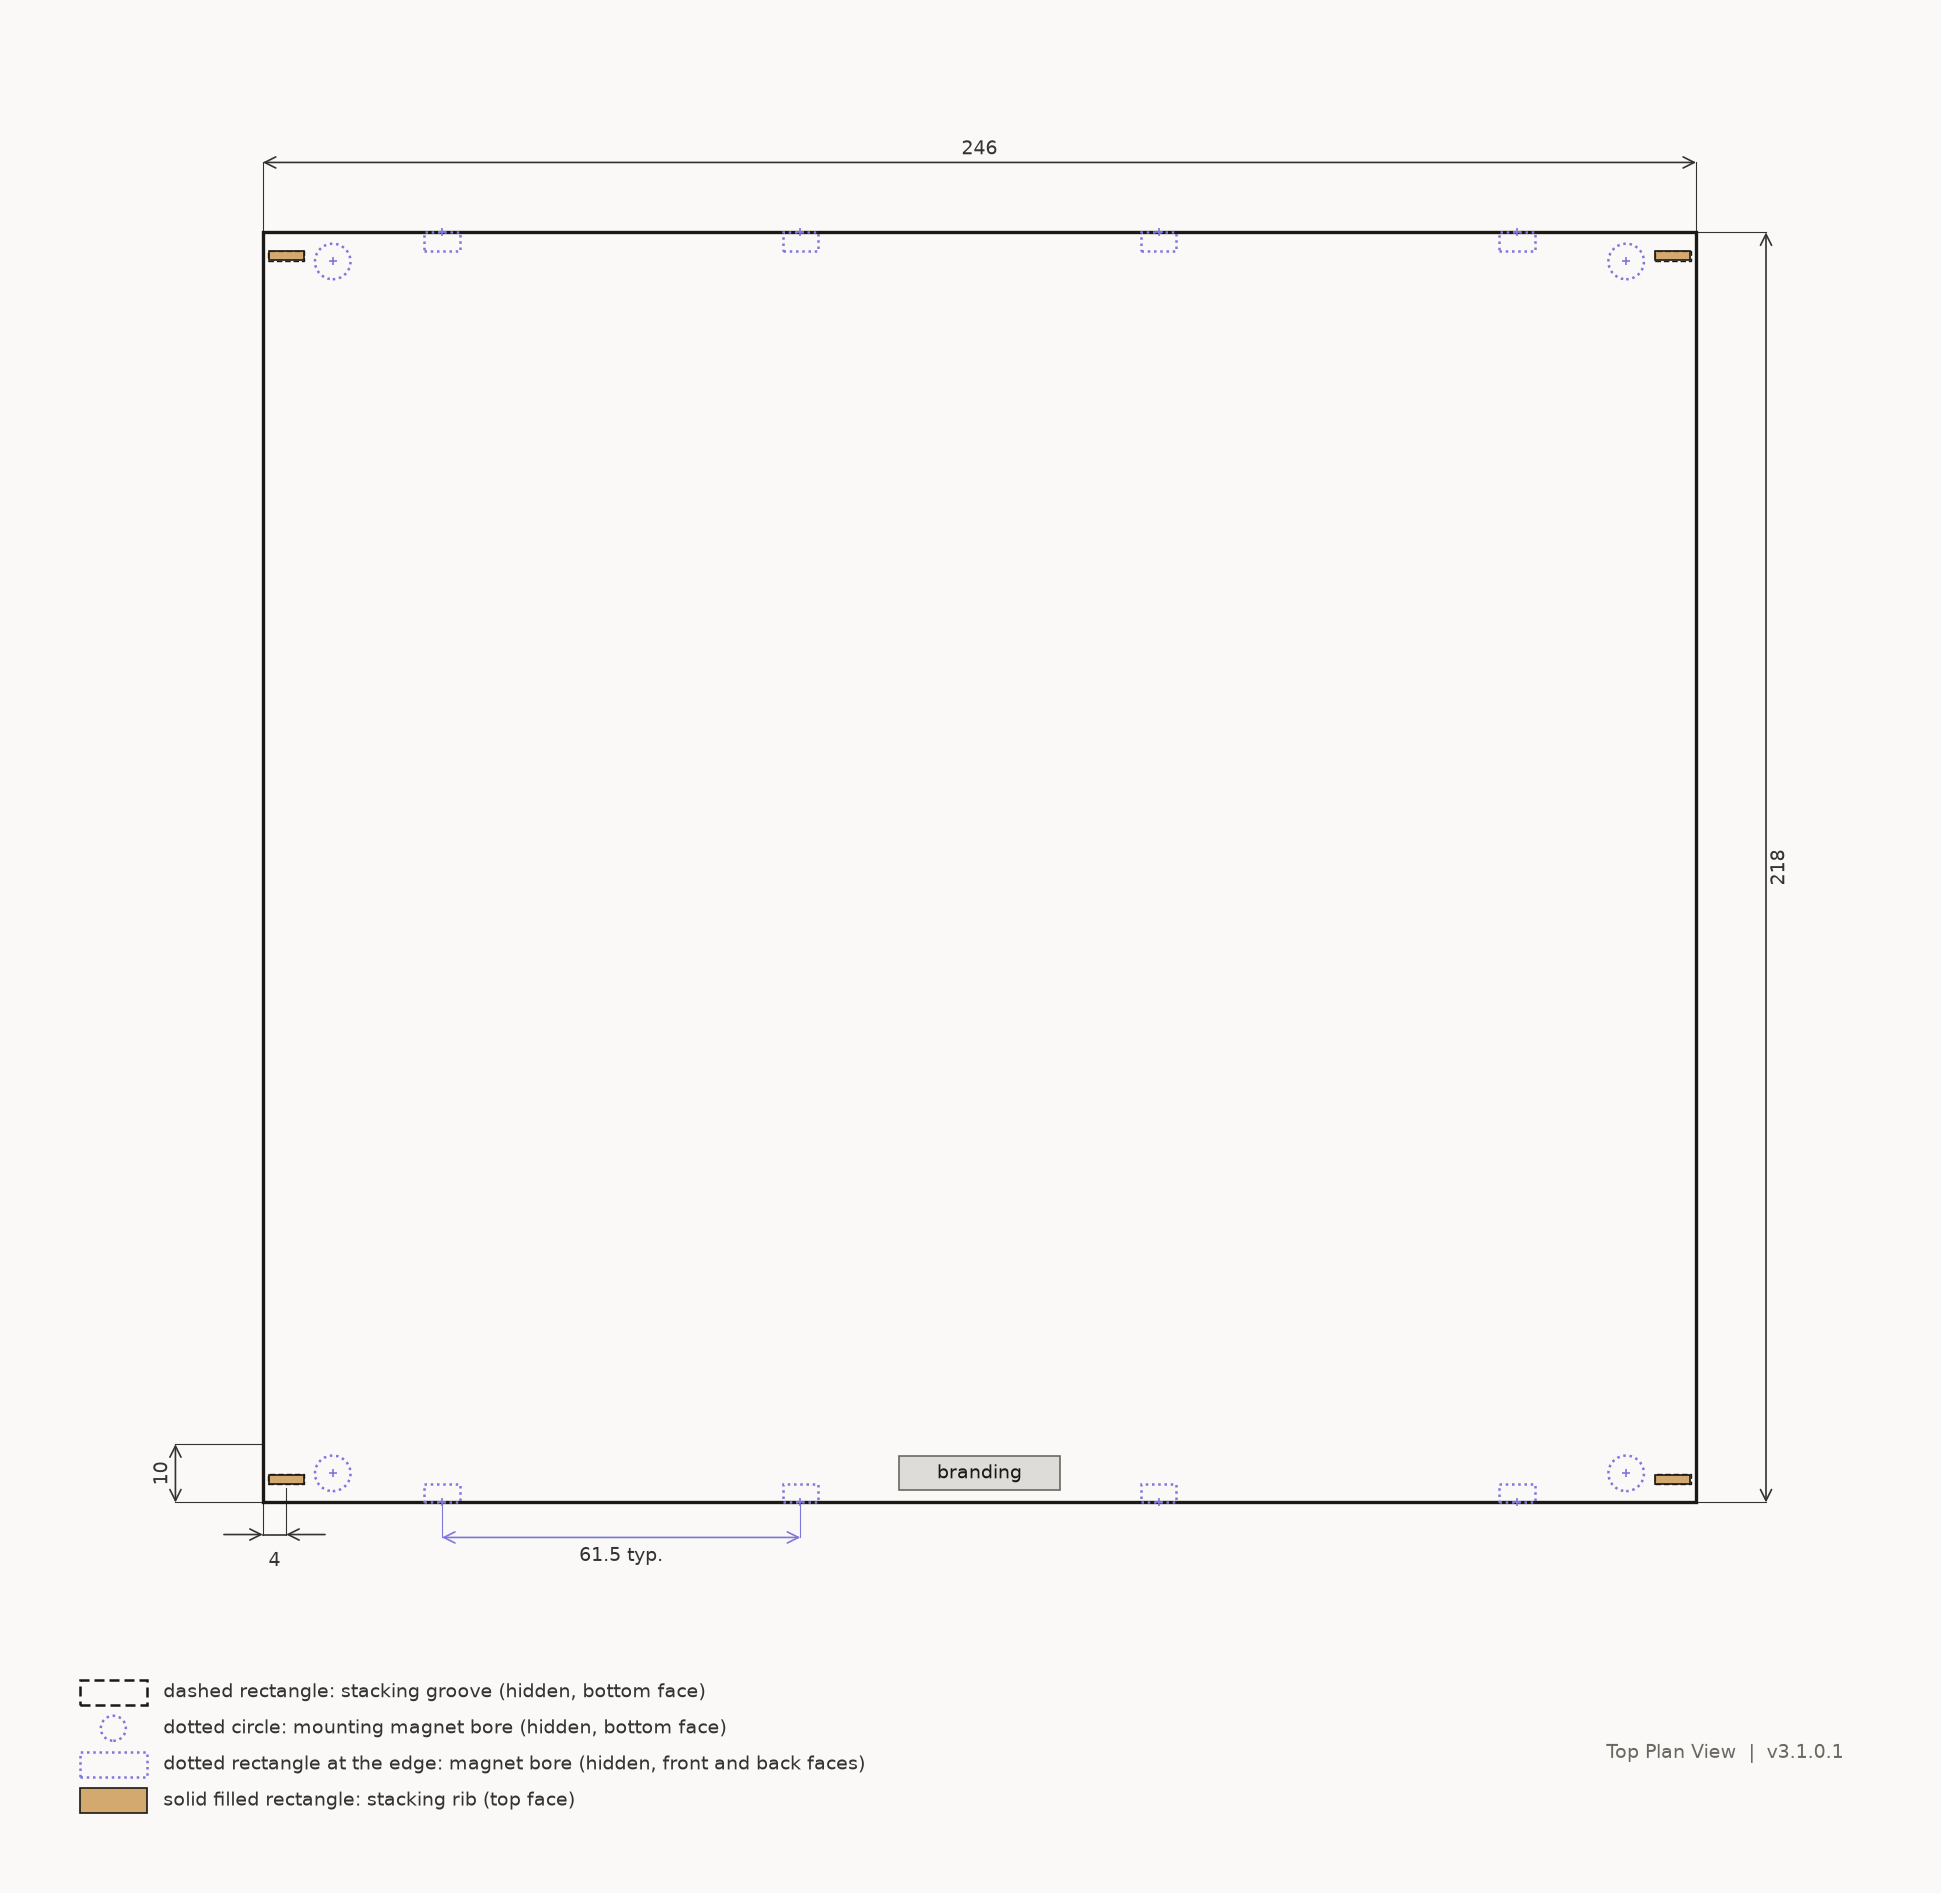 246
218
branding
10
4
61.5 typ.
dashed rectangle: stacking groove (hidden, bottom face)
dotted circle: mounting magnet bore (hidden, bottom face)
dotted rectangle at the edge: magnet bore (hidden, front and back faces)
solid filled rectangle: stacking rib (top face)
Top Plan View | v3.1.0.1